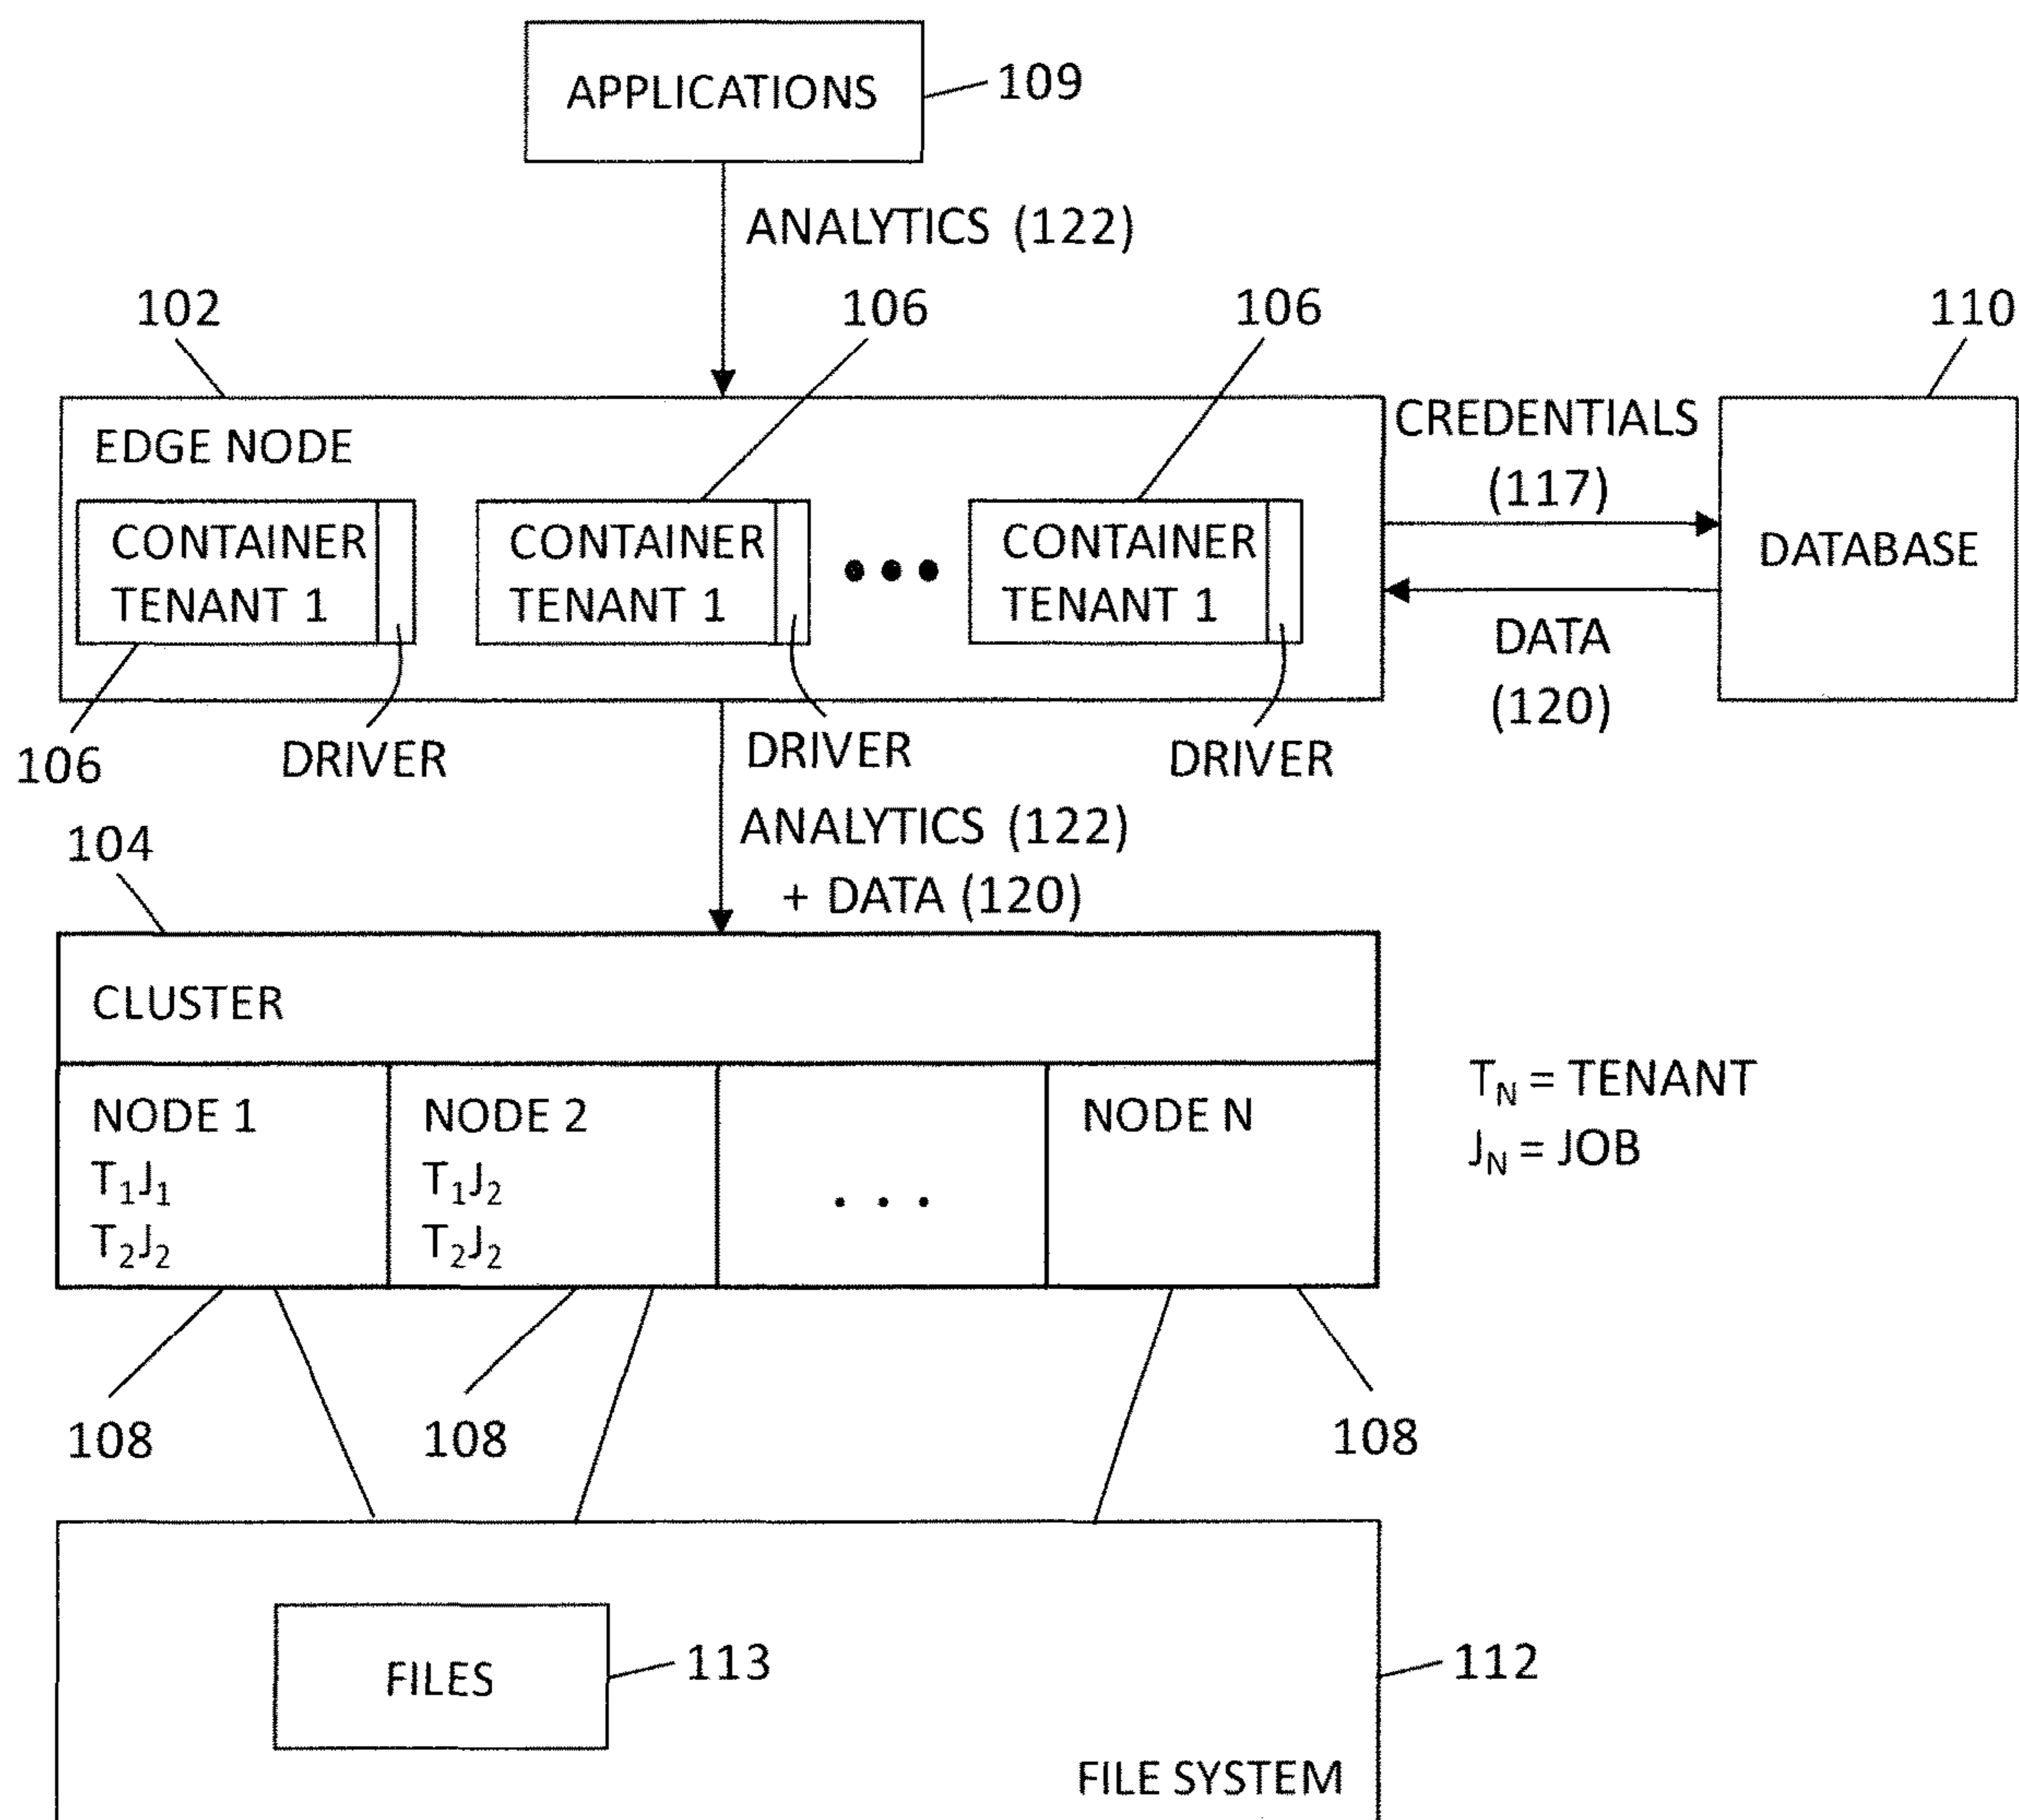 APPLICATIONS
109
ANALYTICS (122)
102
106
106
110
EDGE NODE
CONTAINER
TENANT 1
CONTAINER
TENANT 1
CONTAINER
TENANT 1
CREDENTIALS
(117)
DATA
(120)
DATABASE
106
DRIVER
DRIVER
DRIVER
104
ANALYTICS (122)
+ DATA (120)
CLUSTER
NODE 1
T₁J₁
T₂J₂
NODE 2
T₁J₂
T₂J₂
. . .
NODE N
T_N = TENANT
J_N = JOB
108
108
108
FILES
113
112
FILE SYSTEM